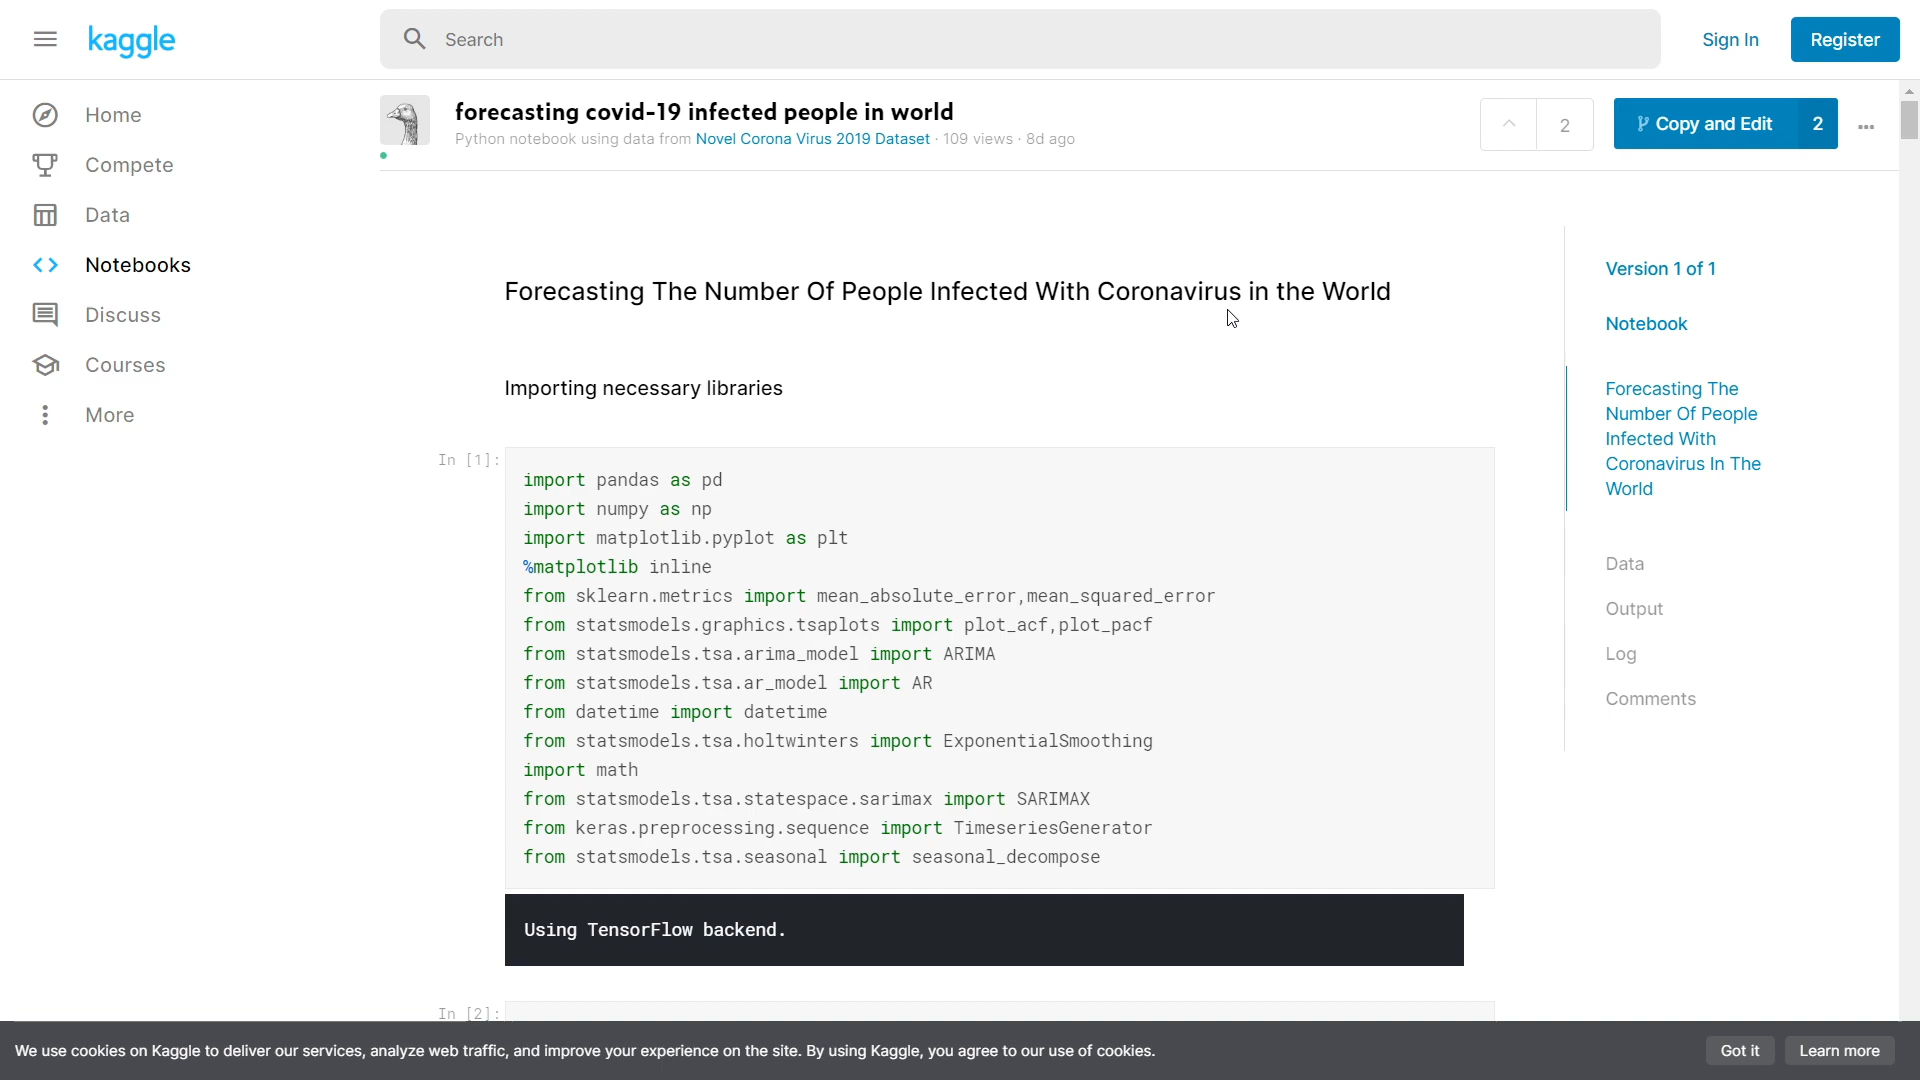 kaggle
Search
Sign In
Register
Home
Compete
Data
Notebooks
Discuss
Courses
More
forecasting covid-19 infected people in world
Python notebook using data from Novel Corona Virus 2019 Dataset · 109 views · 8d ago
2
Copy and Edit
2
Forecasting The Number Of People Infected With Coronavirus in the World
Importing necessary libraries
In [1]:
import pandas as pd
import numpy as np
import matplotlib.pyplot as plt
%matplotlib inline
from sklearn.metrics import mean_absolute_error,mean_squared_error
from statsmodels.graphics.tsaplots import plot_acf,plot_pacf
from statsmodels.tsa.arima_model import ARIMA
from statsmodels.tsa.ar_model import AR
from datetime import datetime
from statsmodels.tsa.holtwinters import ExponentialSmoothing
import math
from statsmodels.tsa.statespace.sarimax import SARIMAX
from keras.preprocessing.sequence import TimeseriesGenerator
from statsmodels.tsa.seasonal import seasonal_decompose
Using TensorFlow backend.
In [2]:
Version 1 of 1
Notebook
Forecasting The
Number Of People
Infected With
Coronavirus In The
World
Data
Output
Log
Comments
We use cookies on Kaggle to deliver our services, analyze web traffic, and improve your experience on the site. By using Kaggle, you agree to our use of cookies.
Got it
Learn more